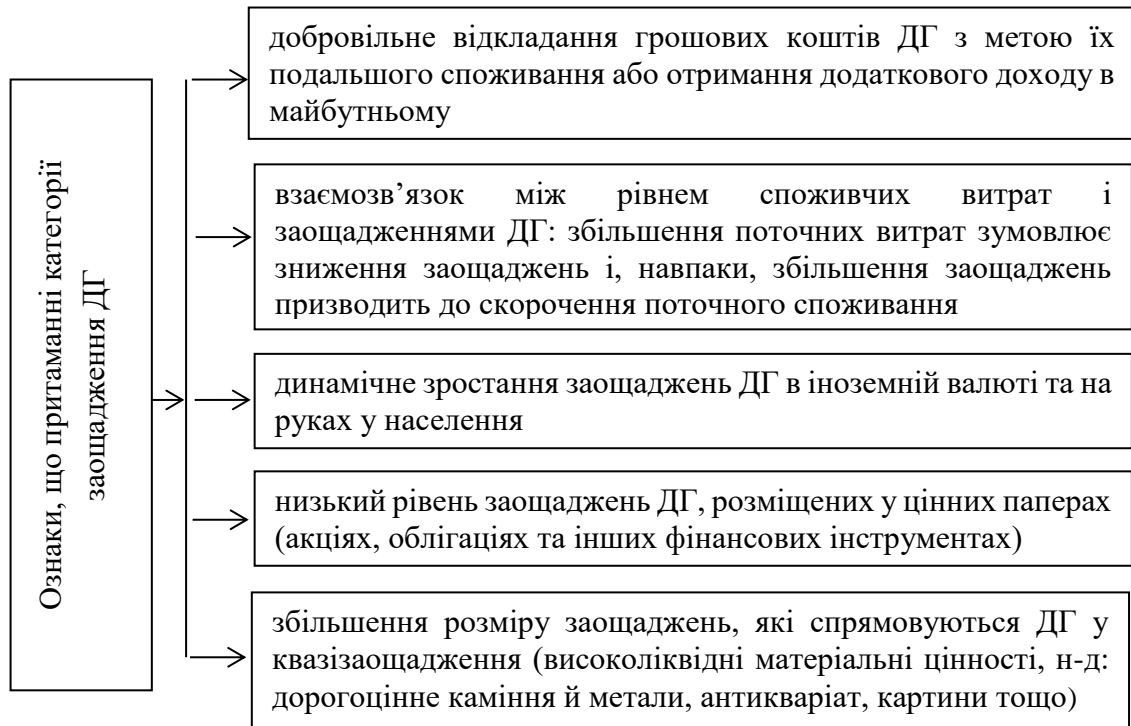 Ознаки, що притаманні категорії
заощадження ДГ
добровільне відкладання грошових коштів ДГ з метою їх
подальшого споживання або отримання додаткового доходу в
майбутньому
взаємозв’язок між рівнем споживчих витрат і
заощадженнями ДГ: збільшення поточних витрат зумовлює
зниження заощаджень і, навпаки, збільшення заощаджень
призводить до скорочення поточного споживання
динамічне зростання заощаджень ДГ в іноземній валюті та на
руках у населення
низький рівень заощаджень ДГ, розміщених у цінних паперах
(акціях, облігаціях та інших фінансових інструментах)
збільшення розміру заощаджень, які спрямовуються ДГ у
квазізаощадження (високоліквідні матеріальні цінності, н-д:
дорогоцінне каміння й метали, антикваріат, картини тощо)